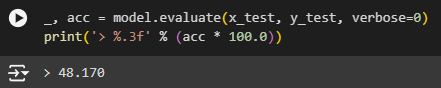 _, acc = model.evaluate(x_test, y_test, verbose=0)
print('> %.3f' % (acc * 100.0))
> 48.170